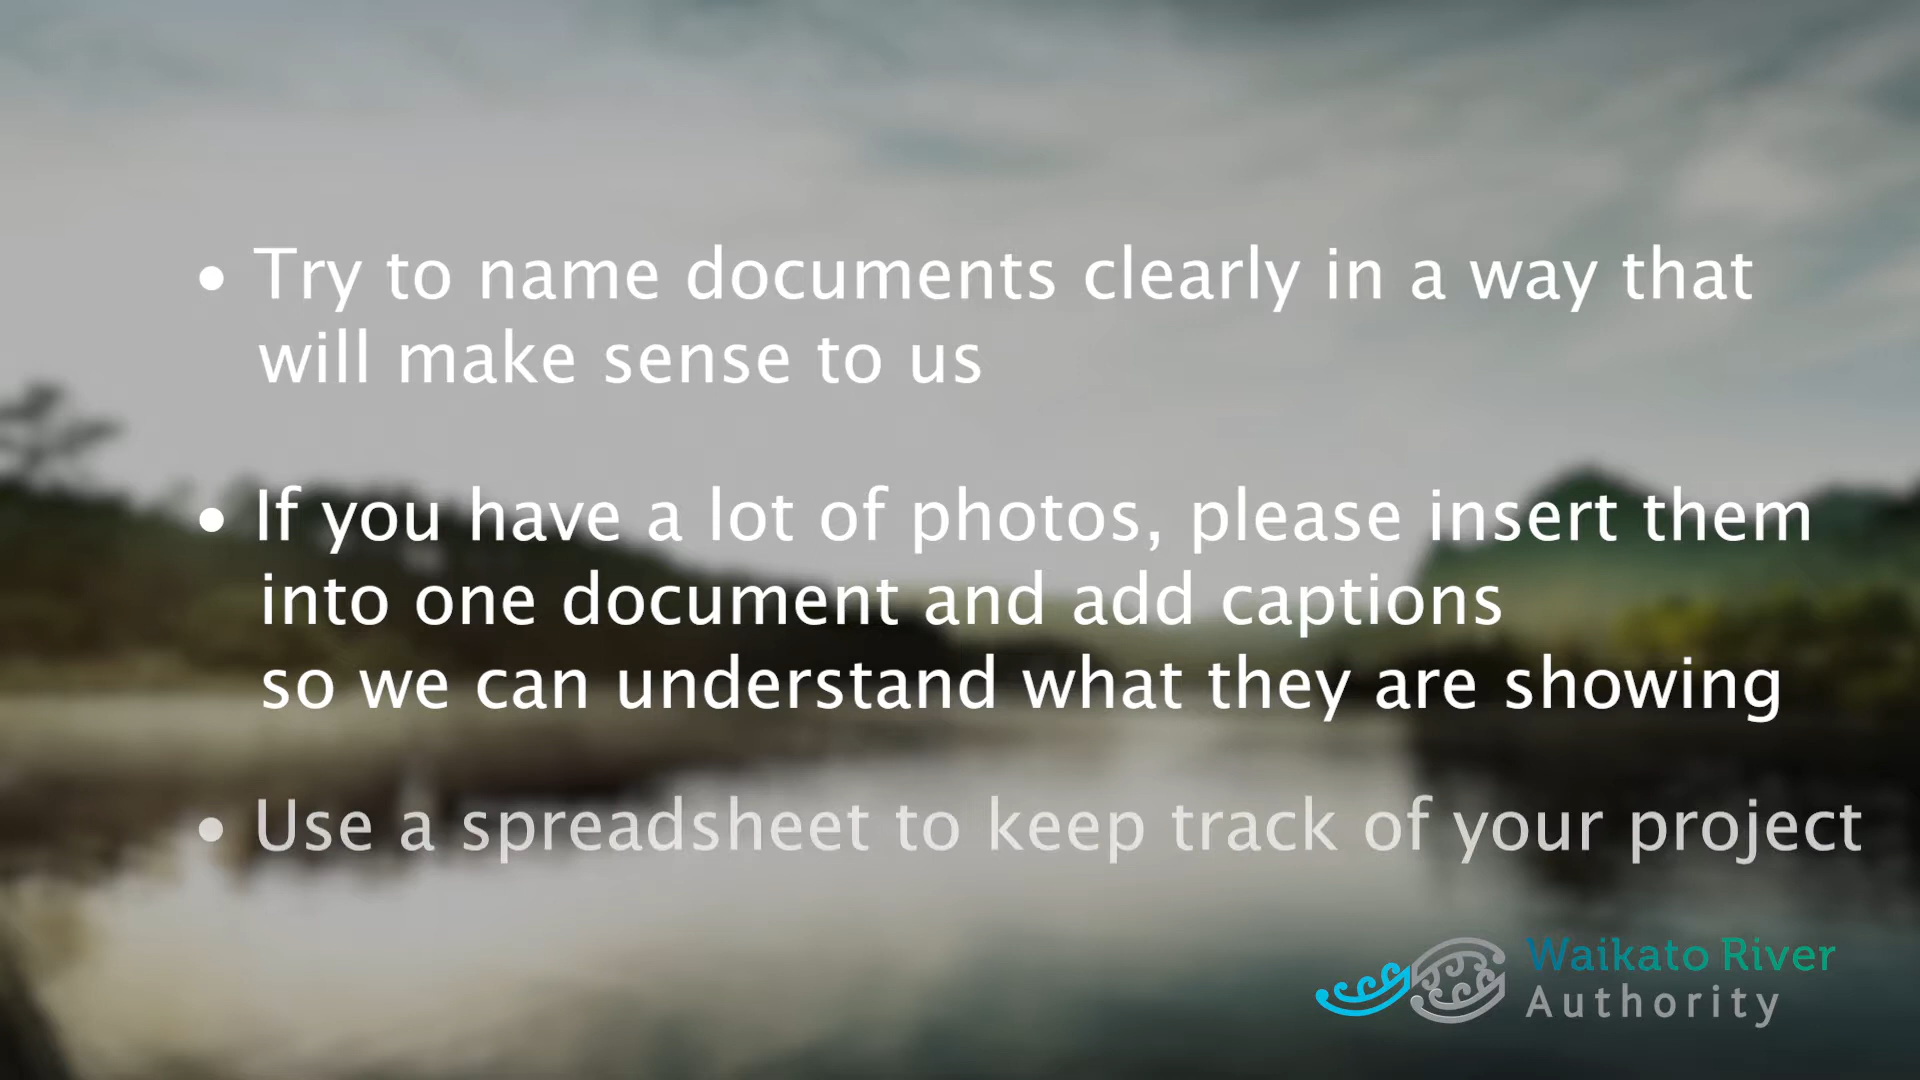 • Try to name documents clearly in a way that
will make sense to us
• If you have a lot of photos, please insert them
into one document and add captions
so we can understand what they are showing
• Use a spreadsheet to keep track of your project
Waikato River
Authority